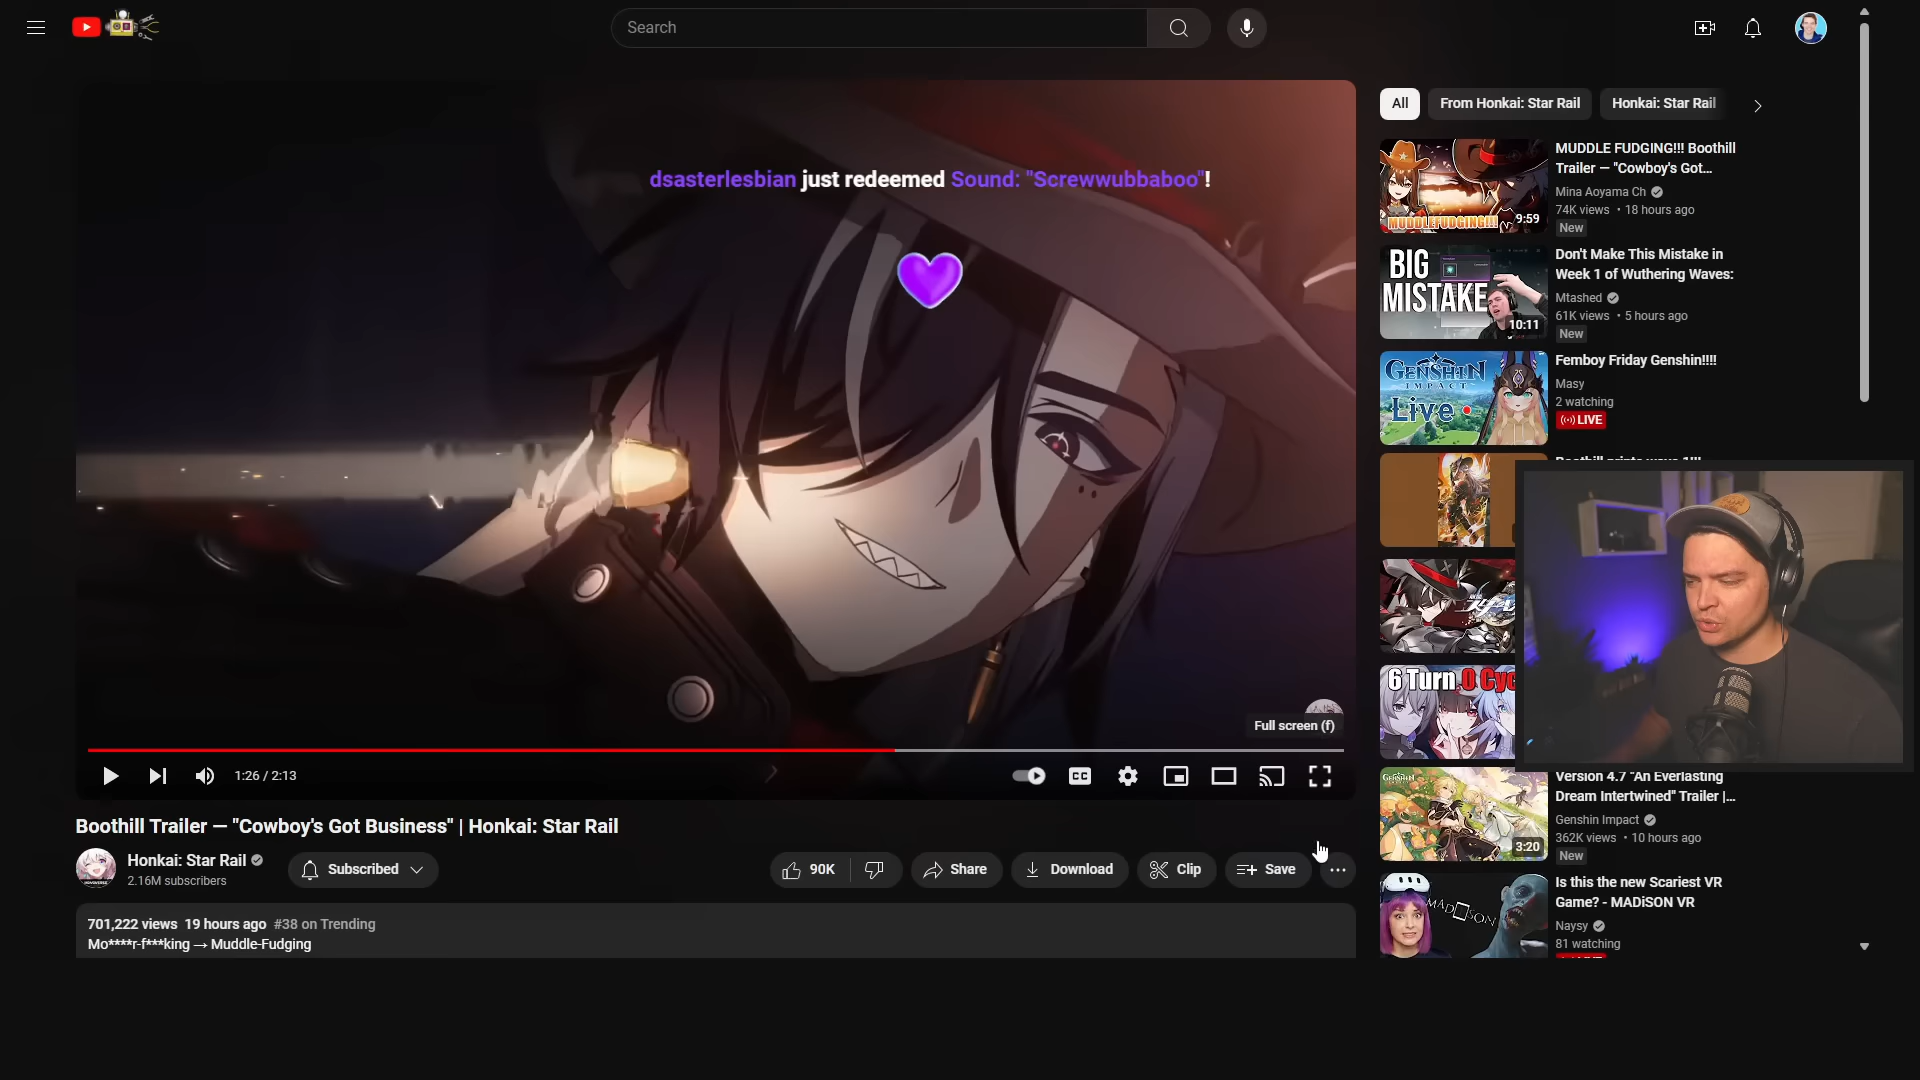 Search
dsasterlesbian just redeemed Sound: "Screwwubbaboo"!
Full screen (f)
1:26 / 2:13
CC
Boothill Trailer — "Cowboy's Got Business" | Honkai: Star Rail
Honkai: Star Rail
2.16M subscribers
Subscribed
90K
Share
Download
Clip
Save
701,222 views 19 hours ago #38 on Trending
Mo****r-f***king → Muddle-Fudging
All
From Honkai: Star Rail
Honkai: Star Rail
MUDDLEFUDGING!!!
9:59
MUDDLE FUDGING!!! Boothill
Trailer — "Cowboy's Got...
Mina Aoyama Ch
74K views • 18 hours ago
New
BIG
MISTAKE
10:11
Don't Make This Mistake in
Week 1 of Wuthering Waves:
Mtashed
61K views • 5 hours ago
New
GENSHIN
IMPACT
Live
Femboy Friday Genshin!!!!
Masy
2 watching
LIVE
6 Turn 0 Cyc
GENSHIN
3:20
Version 4.7 "An Everlasting
Dream Intertwined" Trailer |...
Genshin Impact
362K views • 10 hours ago
New
MADiSON
Is this the new Scariest VR
Game? - MADiSON VR
Naysy
81 watching